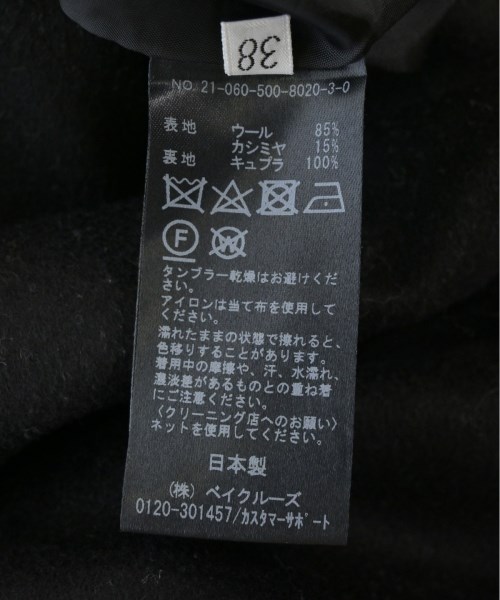 38
NO. 21-060-500-8020-3-0
表地 ウール 85%
カシミヤ 15%
裏地 キュプラ 100%
F W
タンブラー乾燥はお避けくだ
さい。
アイロンは当て布を使用して
ください。
濡れたままの状態で擦れると、
色移りすることがあります。
着用中の摩擦や、汗、水濡れ、
濃淡差があるものとの重ね着
にご注意ください。
〈クリーニング店へのお願い〉
ネットを使用してください。
日本製
(株) ベイクルーズ
0120-301457/カスタマーサポート